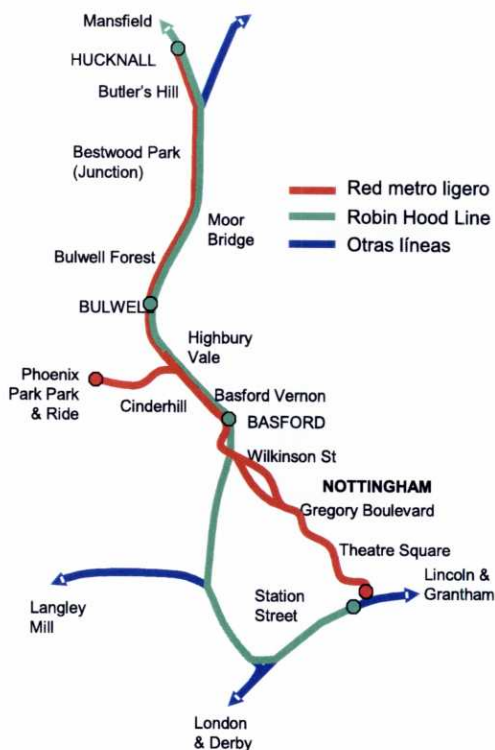 Mansfield
HUCKNALL
Butler's Hill
Bestwood Park
(Junction)
Moor
Bridge
Red metro ligero
Robin Hood Line
Otras líneas
Bulwell Forest
BULWELL
Highbury
Vale
Phoenix
Park Park
& Ride
Cinderhill
Basford Vernon
BASFORD
Wilkinson St
NOTTINGHAM
Gregory Boulevard
Theatre Square
Lincoln &
Grantham
Station
Street
Langley
Mill
London
& Derby